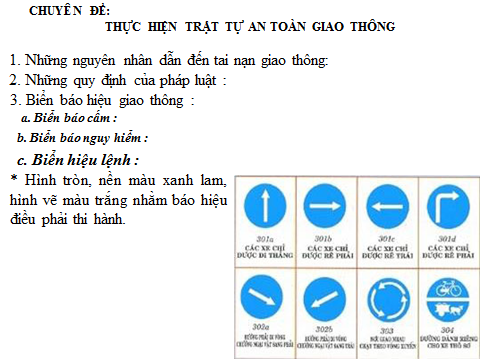 CHUYÊN ĐỀ:
THỰC HIỆN TRẬT TỰ AN TOÀN GIAO THÔNG
1. Những nguyên nhân dẫn đến tai nạn giao thông:
2. Những quy định của pháp luật :
3. Biển báo hiệu giao thông :
a. Biển báo cấm :
b. Biển báo nguy hiểm :
c. Biển hiệu lệnh :
* Hình tròn, nền màu xanh lam,
hình vẽ màu trắng nhằm báo hiệu
điều phải thi hành.
301a
CÁC XE CHỈ
ĐƯỢC ĐI THẲNG
301b
CÁC XE CHỈ
ĐƯỢC RẼ PHẢI
301c
CÁC XE CHỈ
ĐƯỢC RẼ TRÁI
301d
CÁC XE CHỈ
ĐƯỢC RẼ PHẢI
302a
HƯỚNG PHẢI ĐI VÒNG
CHƯỚNG NGẠI VẬT SANG PHẢI
302b
HƯỚNG PHẢI ĐI VÒNG
CHƯỚNG NGẠI VẬT SANG TRÁI
303
NƠI GIAO NHAU
CHẠY THEO VÒNG XUYẾN
304
ĐƯỜNG DÀNH RIÊNG
CHO XE THÔ SƠ